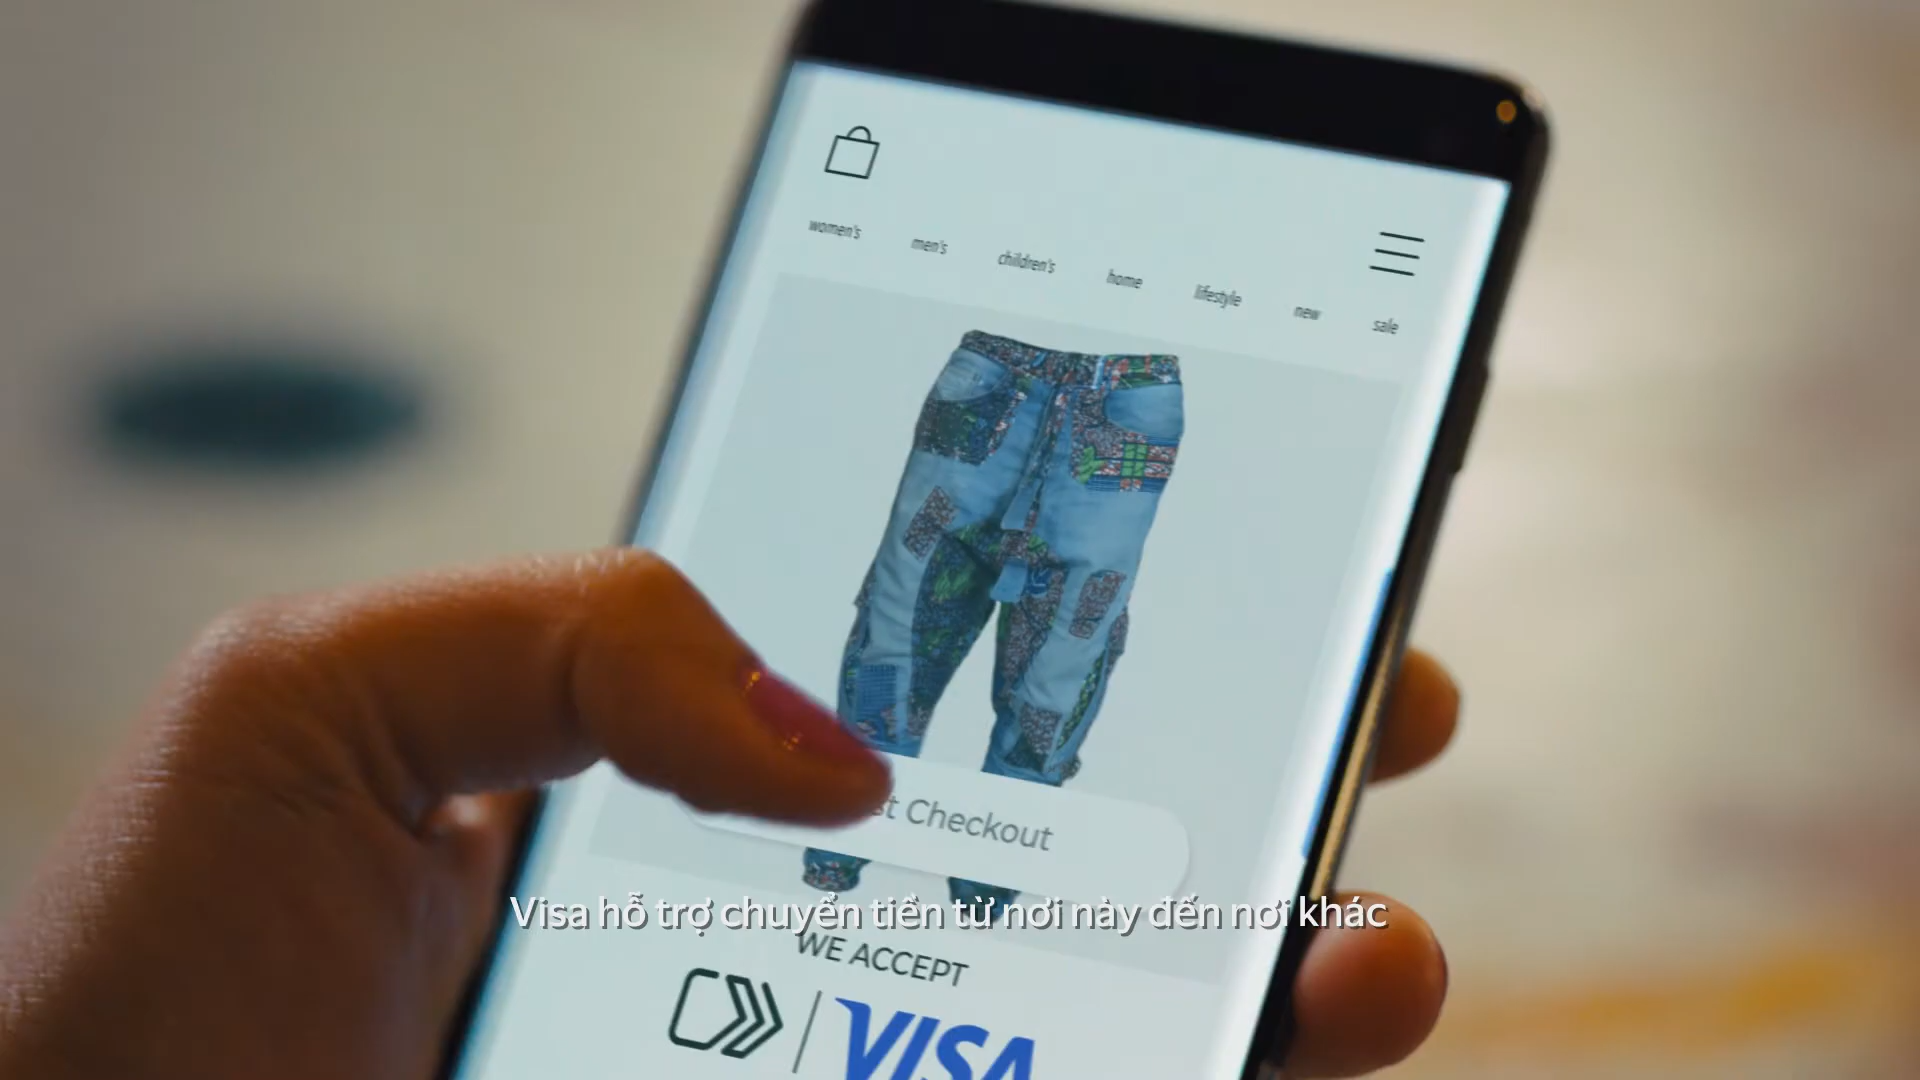 women's
men's
children's
home
lifestyle
new
sale
Checkout
Visa hỗ trợ chuyển tiền từ nơi này đến nơi khác
WE ACCEPT
VISA